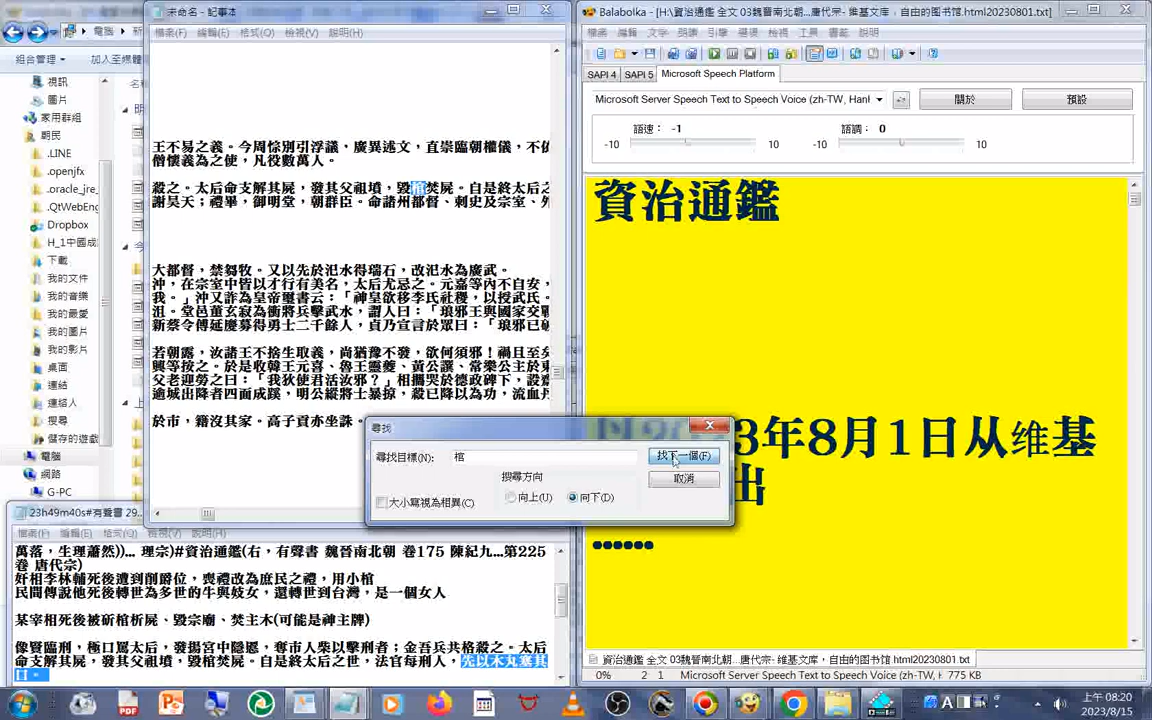 未命名 - 記事本
檔案(F) 編輯(E) 格式(O) 檢視(V) 說明(H)
電腦
組合管理
加入至媒體
視訊
圖片
家用群組
朝民
.LINE
.openjfx
.oracle_jre_
.QtWebEng
Dropbox
H_1中國成
下載
我的文件
我的音樂
我的最愛
我的圖片
我的影片
桌面
連結
連絡人
搜尋
儲存的遊戲
電腦
網路
G-PC
王不易之義。今周悰別引浮議,廣異述文,直崇臨朝權儀,不依
僧懷義為之使,凡役數萬人。
殺之。太后命支解其屍,發其父祖墳,毀棺焚屍。自是終太后之
謝昊天;禮畢,御明堂,朝群臣。命諸州都督、刺史及宗室、外
大都督,禁芻牧。又以先於汜水得瑞石,改汜水為廣武。
沖,在宗室中皆以才行有美名,太后尤忌之。元嘉等內不自安,
我。」沖又詐為皇帝璽書云:「神皇欲移李氏社稷,以授武氏。
沮。堂邑董玄寂為衝將兵擊武水,謂人曰:「琅邪王與國家交戰
新蔡令傅延慶募得勇士二千餘人,貞乃宣言於眾曰:「琅邪已破
若朝露,汝諸王不捨生取義,尚猶豫不發,欲何須邪!禍且至矣
興等按之。於是收韓王元喜、魯王靈夔、黃公譔、常樂公主於東
父老迎勞之曰:「我狄使君活汝邪?」相攜哭於德政碑下,設齋
逾城出降者四面成蹊,明公縱將士暴掠,殺已降以為功,流血丹
於市,籍沒其家。高子貢亦坐誅。
尋找
尋找目標(N): 棺
找下一個(F)
搜尋方向
取消
大小寫視為相異(C)
向上(U) 向下(D)
23h49m40s#有聲書 29...
檔案(F) 編輯(E) 格式(O) 檢視(V) 說明(H)
萬落,生理蕭然))... 理宗)#資治通鑑(右,有聲書 魏晉南北朝 卷175 陳紀九...第225
卷 唐代宗)
奸相李林輔死後遭到削爵位,喪禮改為庶民之禮,用小棺
民間傳說他死後轉世為多世的牛與妓女,還轉世到台灣,是一個女人
某宰相死後被斫棺析屍、毀宗廟、焚主木(可能是神主牌)
像賢臨刑,極口罵太后,發揚宮中隱慝,奪市人柴以擊刑者;金吾兵共格殺之。太后
命支解其屍,發其父祖墳,毀棺焚屍。自是終太后之世,法官每刑人,先以木丸塞其
口。
Balabolka - [H:\資治通鑑 全文 03魏晉南北朝...唐代宗- 维基文库,自由的图书馆.html20230801.txt]
檔案 編輯 文字 朗讀 引擎 選項 檢視 工具 書籤 說明
SAPI 4 SAPI 5 Microsoft Speech Platform
Microsoft Server Speech Text to Speech Voice (zh-TW, Hanl
關於
預設
語速: -1
語調: 0
-10 10 -10 10
資治通鑑
3年8月1日从维基
出
●●●●●●
資治通鑑 全文 03魏晉南北朝...唐代宗- 维基文库,自由的图书馆 html20230801.txt
0% 2 1 Microsoft Server Speech Text to Speech Voice (zh-TW, H 775 KB
上午 08:20
2023/8/15